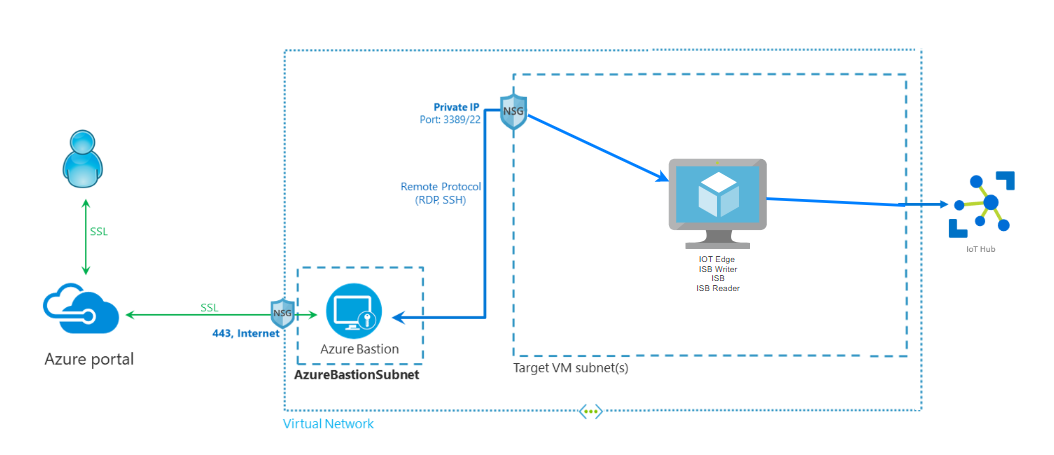 Private IP
Port: 3389/22
NSG
Remote Protocol
(RDP, SSH)
SSL
IoT Hub
IOT Edge
ISB Writer
ISB
ISB Reader
SSL
NSG
443, Internet
Azure Bastion
Azure portal
AzureBastionSubnet
Target VM subnet(s)
Virtual Network